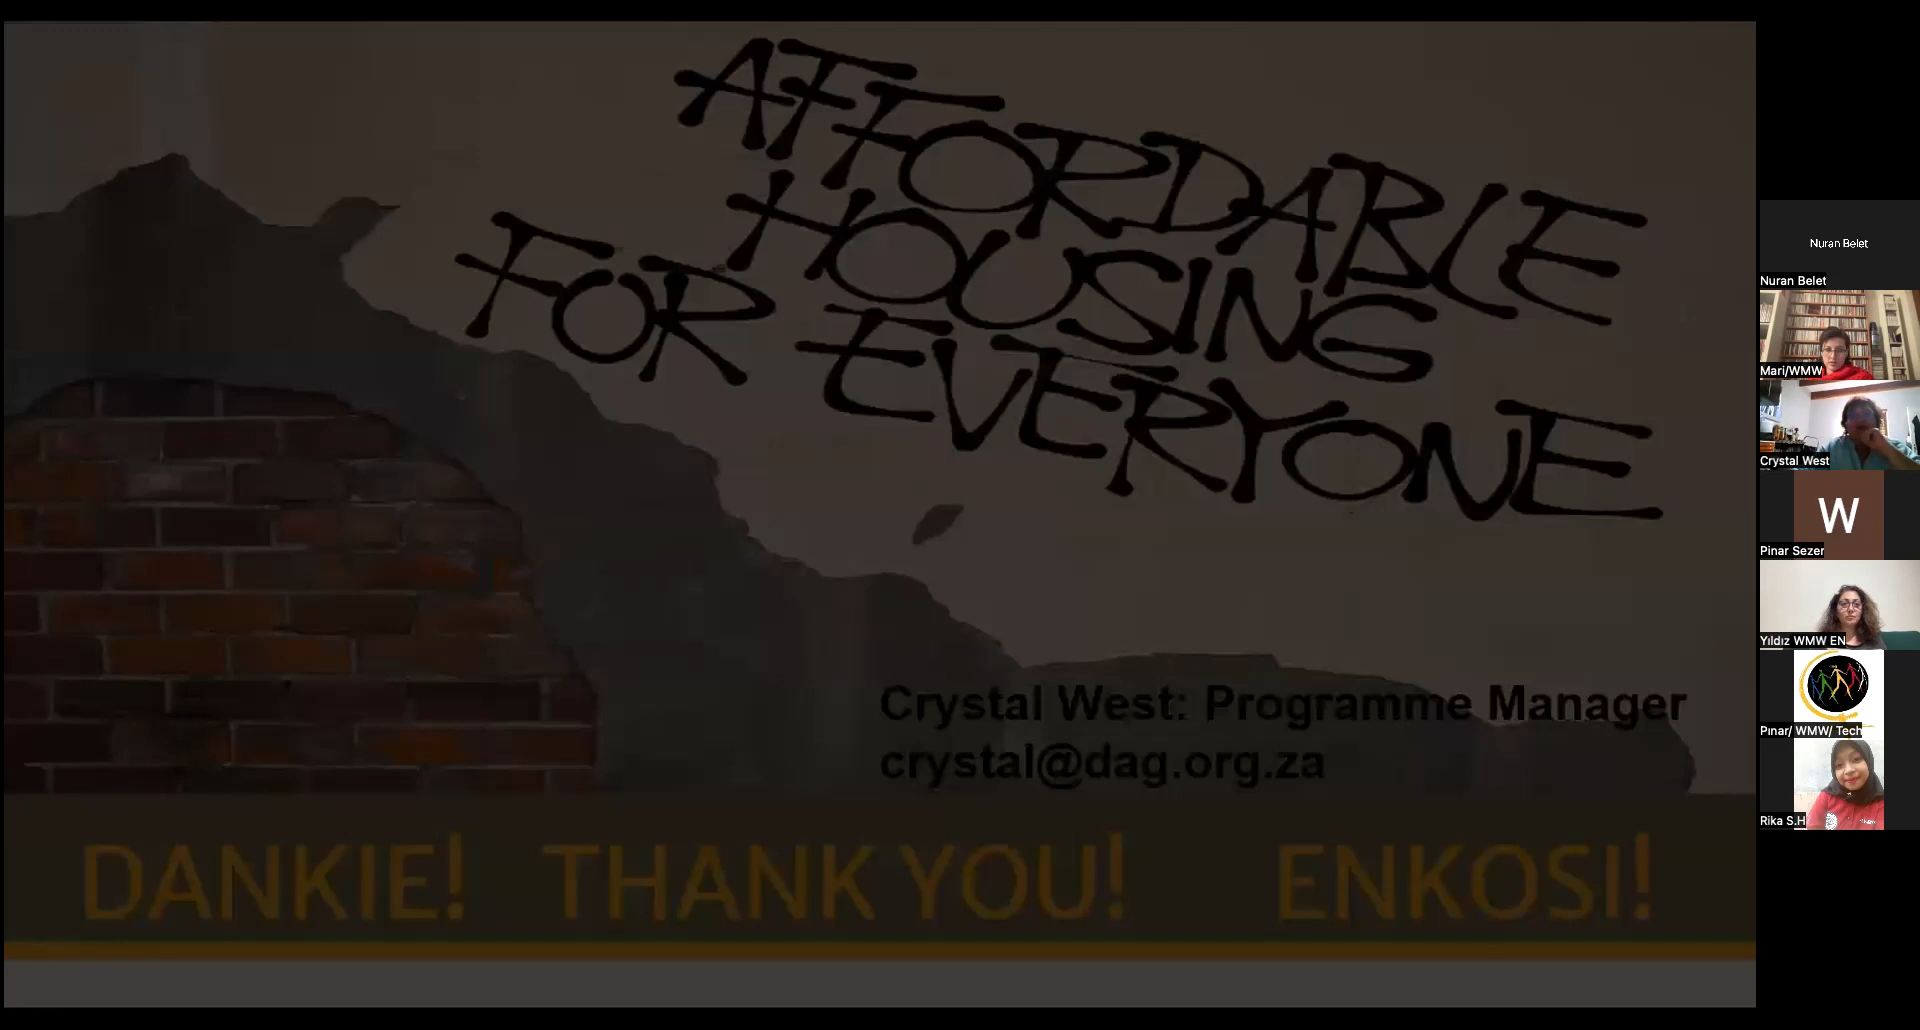 AFFORDABLE
HOUSING
FOR EVERYONE
Crystal West: Programme Manager
crystal@dag.org.za
DANKIE! THANK YOU! ENKOSI!
Nuran Belet
Nuran Belet
Mari/WMW
Crystal West
W
Pinar Sezer
Yıldız WMW EN
Pınar/ WMW/ Tech
Rika S.H